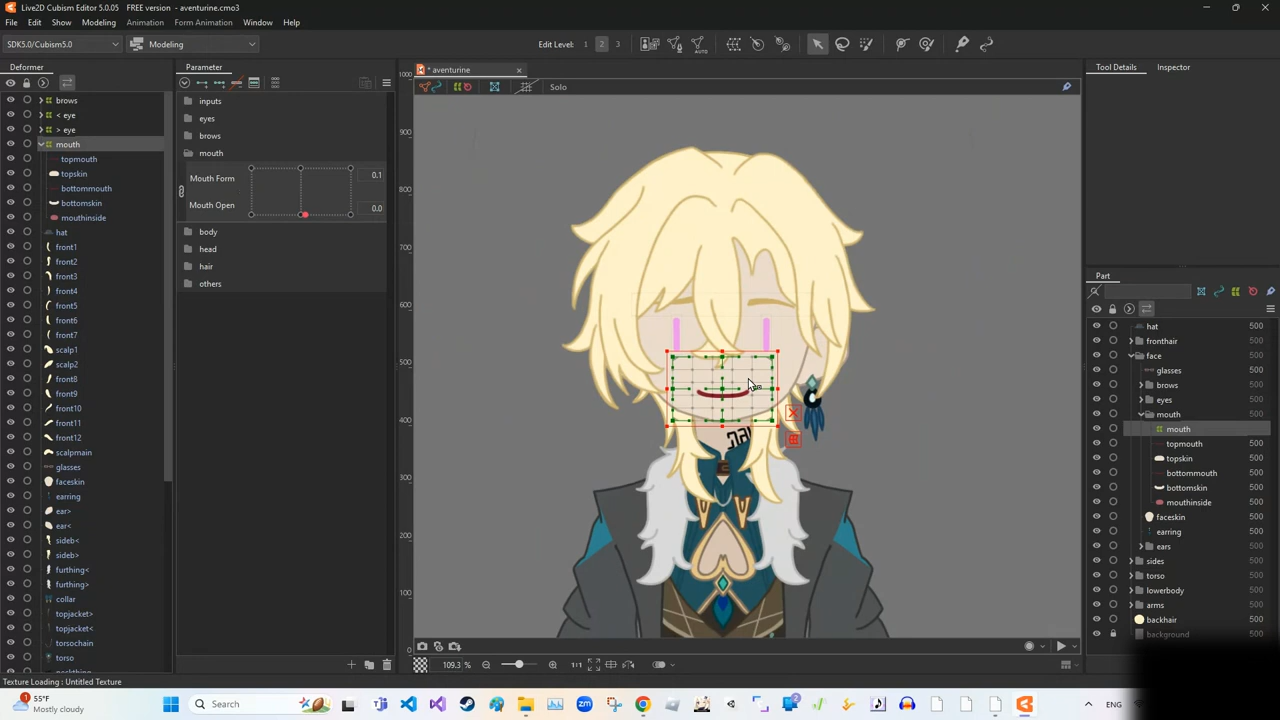 Live2D Cubism Editor 5.0.05 FREE version - aventurine.cmo3
File Edit Show Modeling Animation Form Animation Window Help
SDK5.0/Cubism5.0 Modeling Edit Level: 1 2 3
Deformer
brows
< eye
> eye
mouth
topmouth
topskin
bottommouth
bottomskin
mouthinside
hat
front1
front2
front3
front4
front5
front6
front7
scalp1
scalp2
front8
front9
front10
front11
front12
scalpmain
glasses
faceskin
earring
ear>
ear<
sideb<
sideb>
furthing<
furthing>
collar
topjacket>
topjacket<
torsochain
torso
neckthing
Parameter
inputs
eyes
brows
mouth
Mouth Form 0.1
Mouth Open 0.0
body
head
hair
others
* aventurine
Solo
1000
900
800
700
600
500
400
300
200
100
0
109.3 % 1:1
Tool Details Inspector
Part
hat 500
fronthair 500
face 500
glasses 500
brows 500
eyes 500
mouth 500
mouth 500
topmouth 500
topskin 500
bottommouth 500
bottomskin 500
mouthinside 500
faceskin 500
earring 500
ears 500
sides 500
torso 500
lowerbody 500
arms 500
backhair 500
background 500
Texture Loading : Untitled Texture
1
55°F
Mostly cloudy
Search
2
ENG